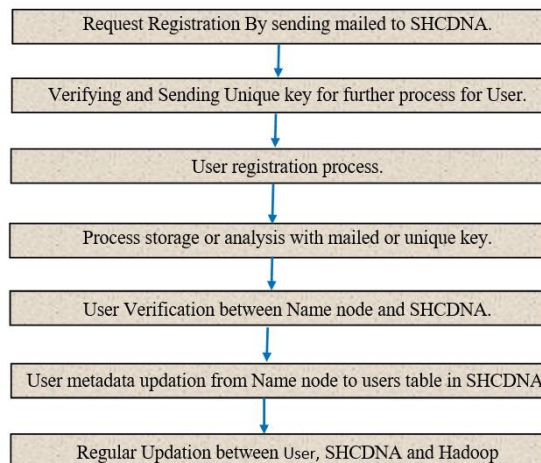 Request Registration By sending mailed to SHCDNA.
Verifying and Sending Unique key for further process for User.
User registration process.
Process storage or analysis with mailed or unique key.
User Verification between Name node and SHCDNA.
User metadata updation from Name node to users table in SHCDNA
Regular Updation between User, SHCDNA and Hadoop